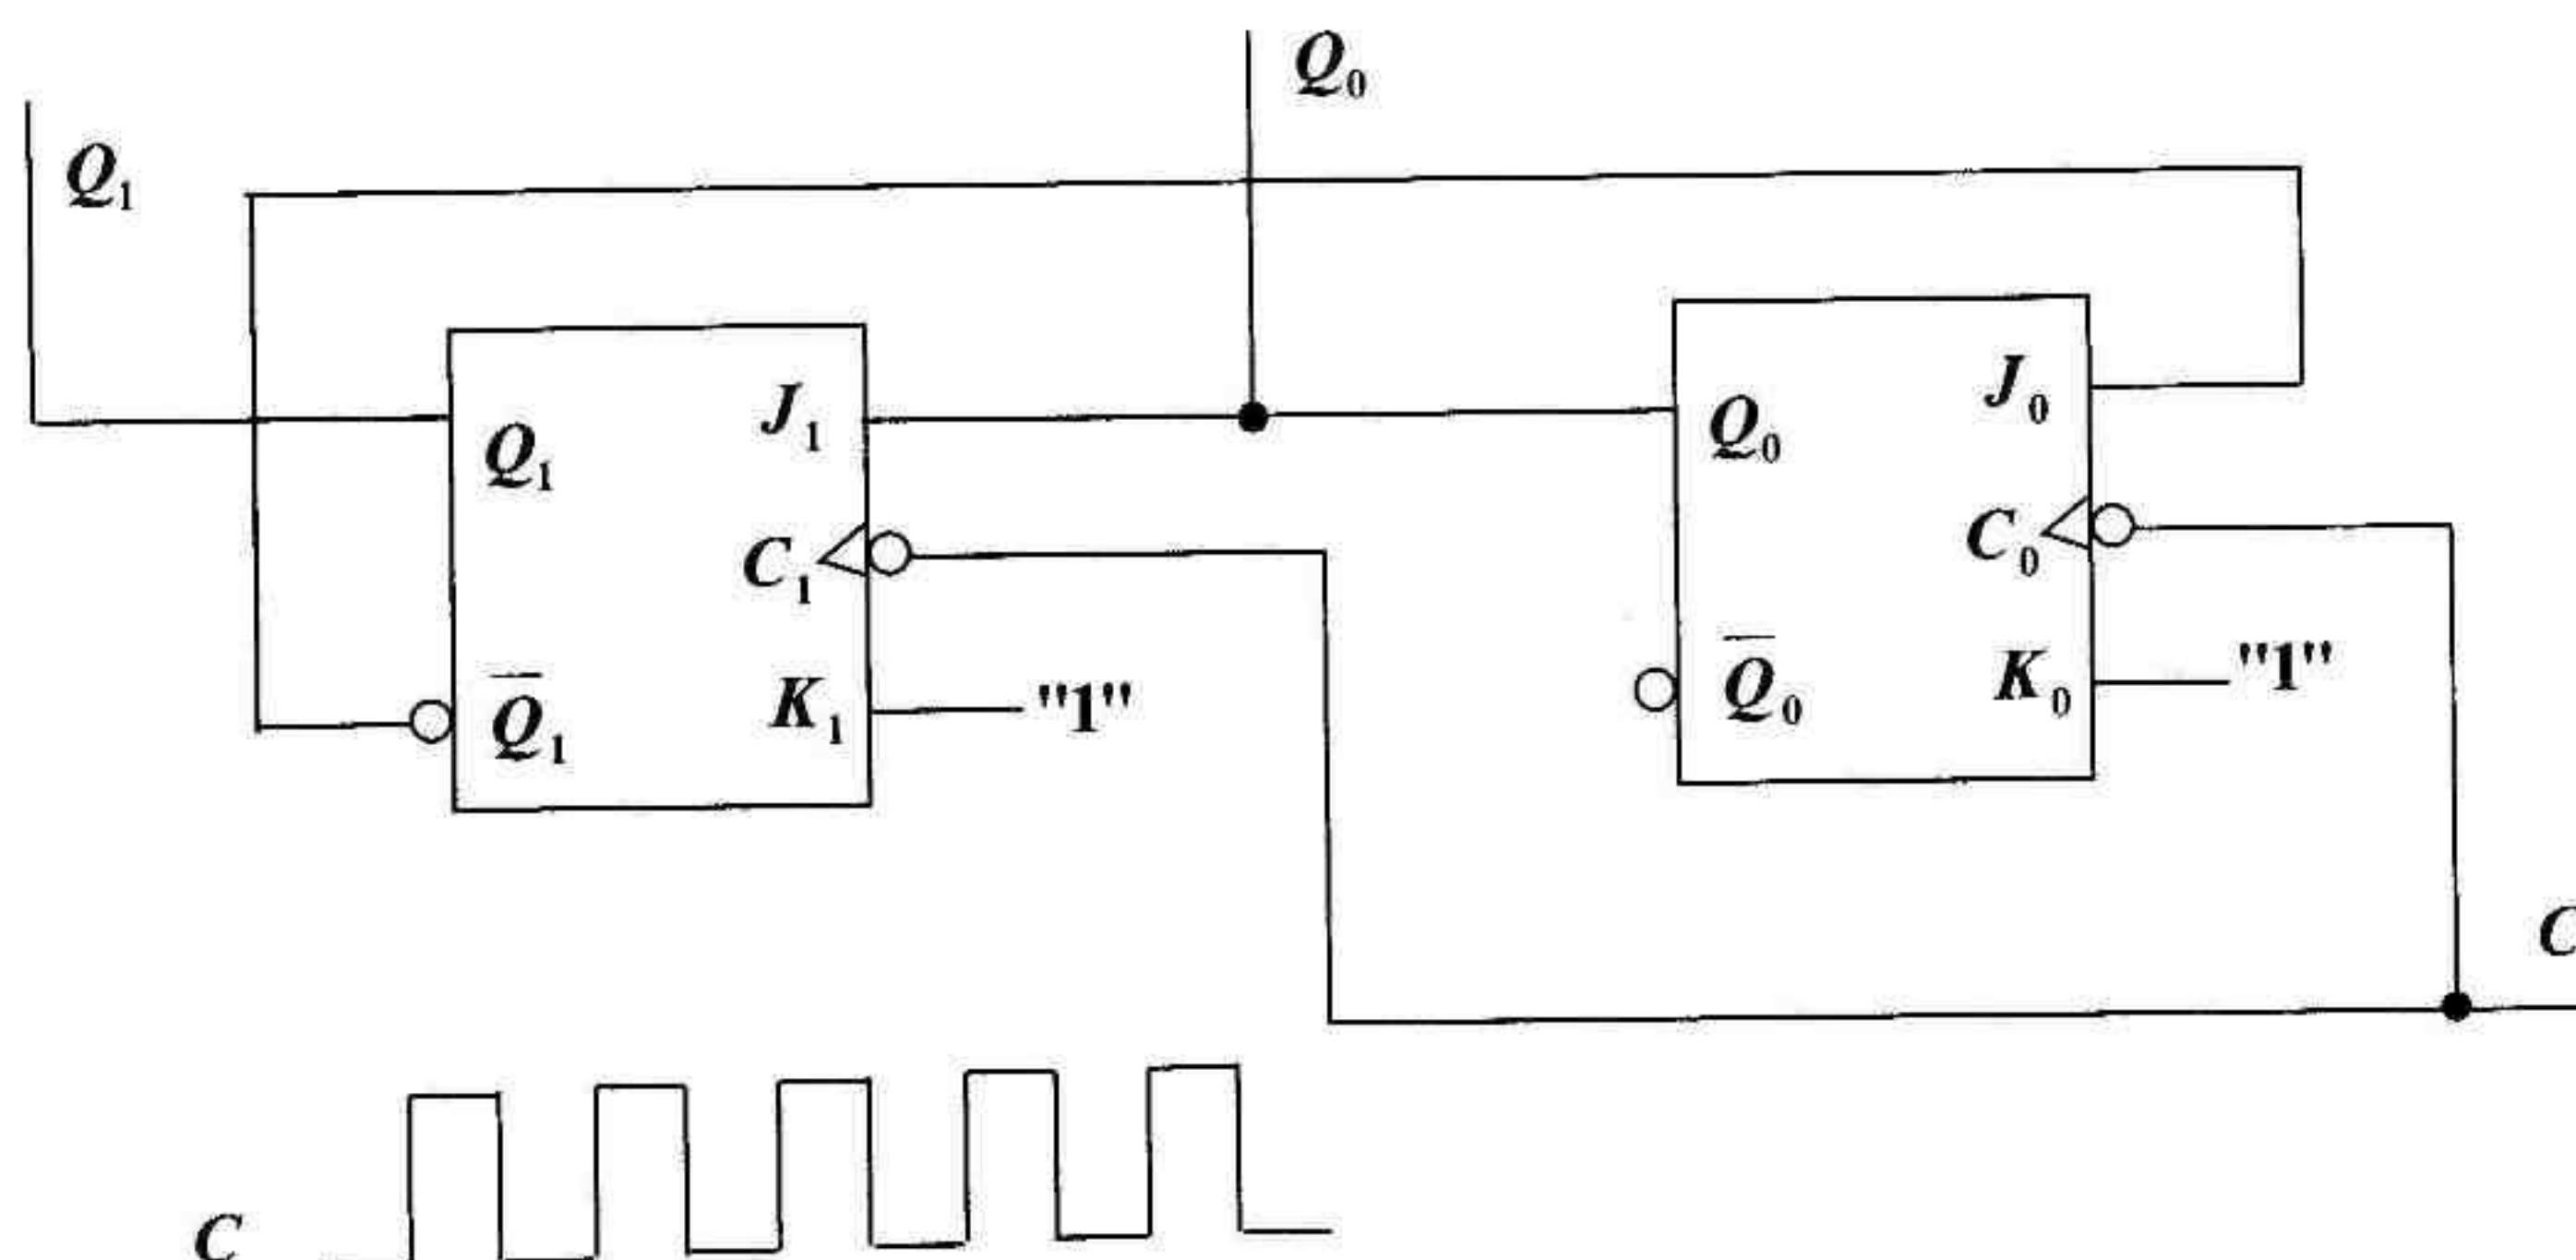 Q₀
Q₁
J₀
J₁
Q₀
Q₁
C₀
C₁
"1"
K₀
Q̅₀
"1"
K₁
Q̅₁
C
C